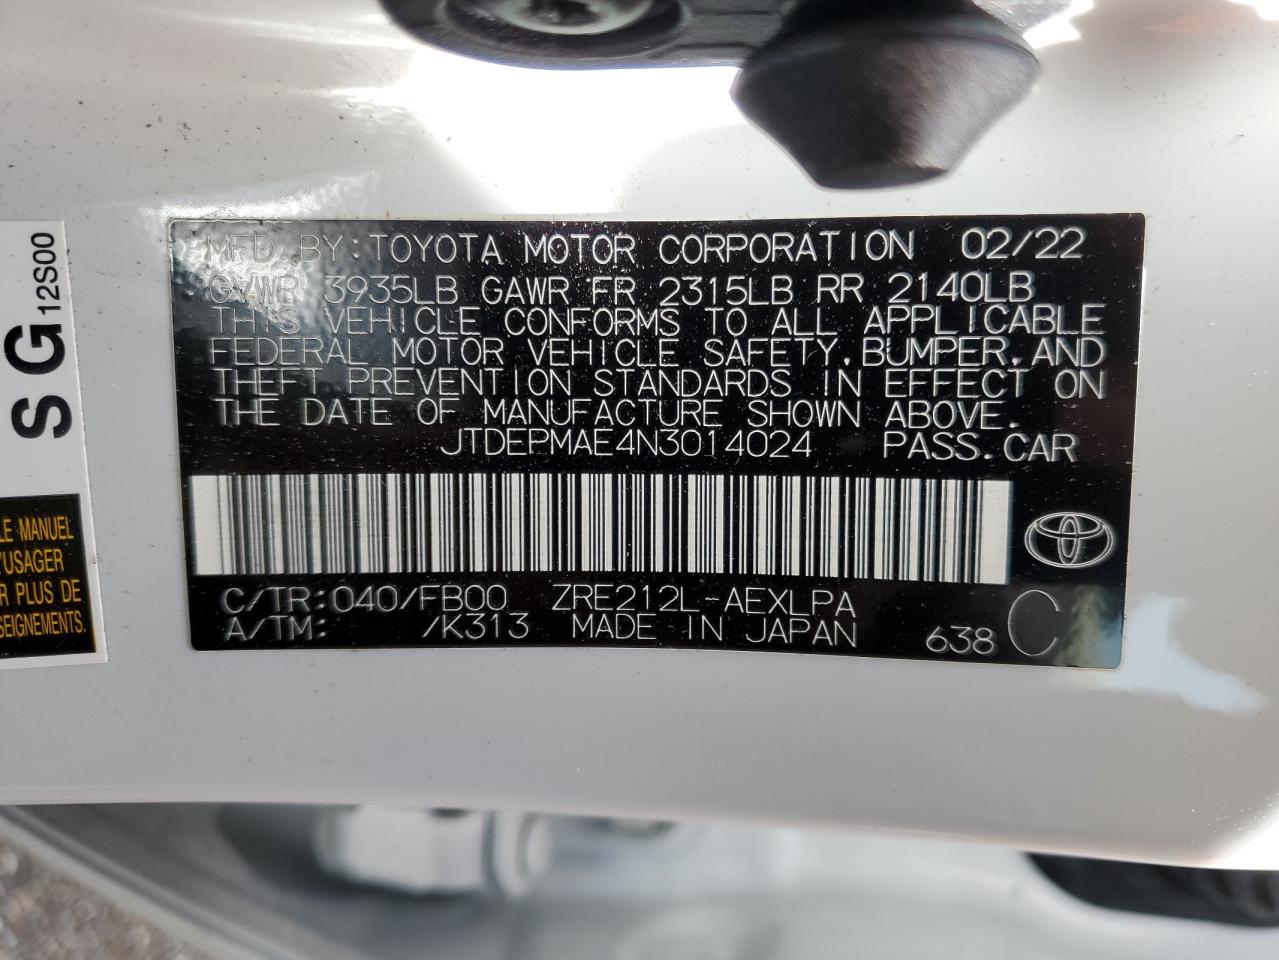 MFD BY: TOYOTA MOTOR CORPORATION 02/22
GVWR 3935LB GAWR FR 2315LB RR 2140LB
THIS VEHICLE CONFORMS TO ALL APPLICABLE
FEDERAL MOTOR VEHICLE SAFETY, BUMPER, AND
THEFT PREVENTION STANDARDS IN EFFECT ON
THE DATE OF MANUFACTURE SHOWN ABOVE.
JTDEPMAE4N3014024 PASS. CAR
C/TR: 040/FB00 ZRE212L-AEXLPA
A/TM: /K313 MADE IN JAPAN 638 C
SG 12S00
LE MANUEL
'USAGER
R PLUS DE
SEIGNEMENTS.